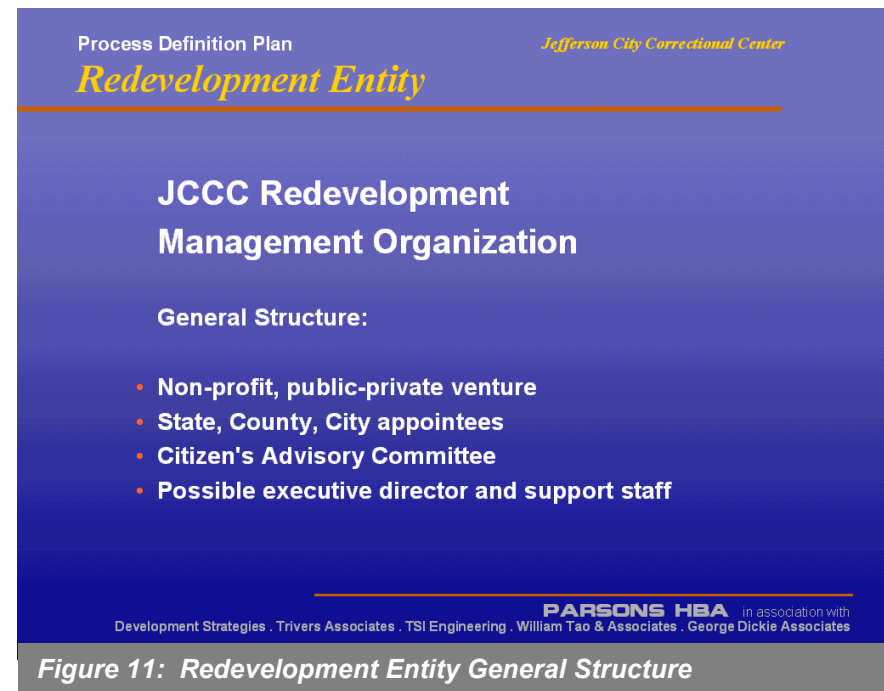 Process Definition Plan
Jefferson City Correctional Center
Redevelopment Entity
JCCC Redevelopment
Management Organization
General Structure:
• Non-profit, public-private venture
• State, County, City appointees
• Citizen's Advisory Committee
• Possible executive director and support staff
PARSONS HBA in association with
Development Strategies . Trivers Associates . TSI Engineering . William Tao & Associates . George Dickie Associates
Figure 11: Redevelopment Entity General Structure